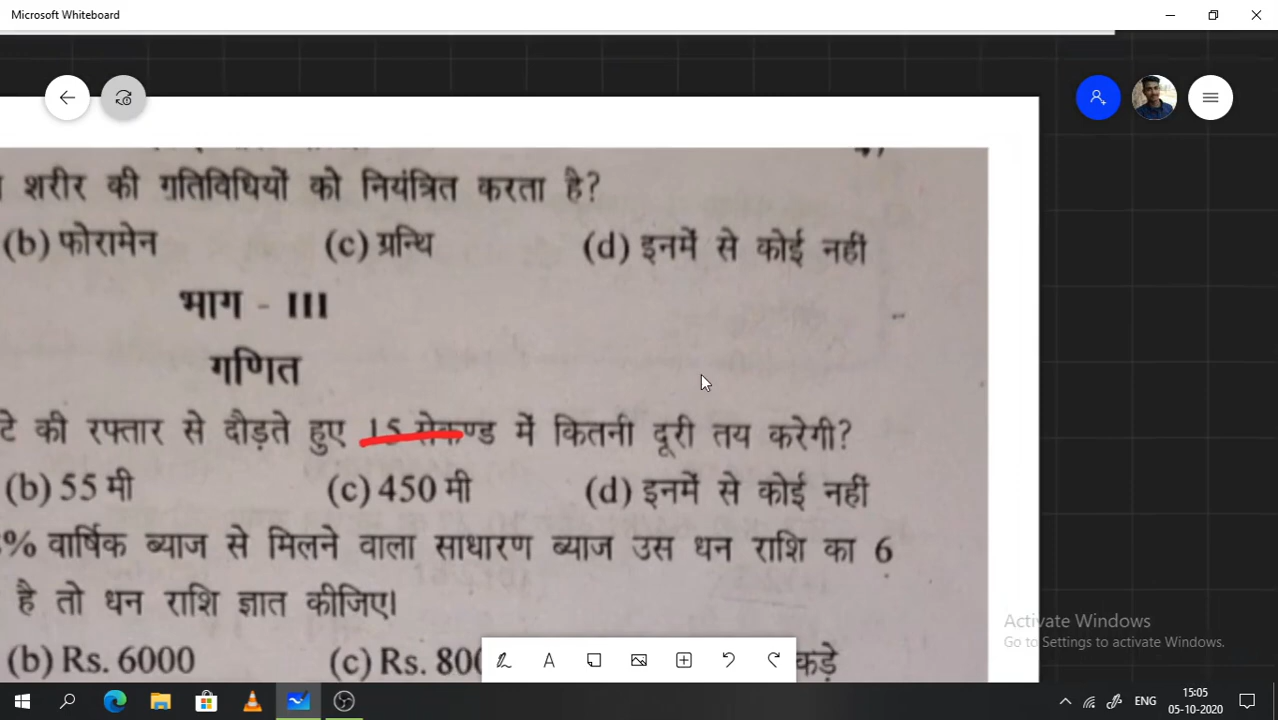 Microsoft Whiteboard
शरीर की गतिविधियों को नियंत्रित करता है?
(b) फोरामेन (c) ग्रन्थि (d) इनमें से कोई नहीं
भाग - III
गणित
टे की रफ्तार से दौड़ते हुए 15 सेकण्ड में कितनी दूरी तय करेगी?
(b) 55 मी (c) 450 मी (d) इनमें से कोई नहीं
% वार्षिक ब्याज से मिलने वाला साधारण ब्याज उस धन राशि का 6
है तो धन राशि ज्ञात कीजिए।
(b) Rs. 6000 (c) Rs. 800 कड़े
Activate Windows
Go to Settings to activate Windows.
ENG 15:05
05-10-2020